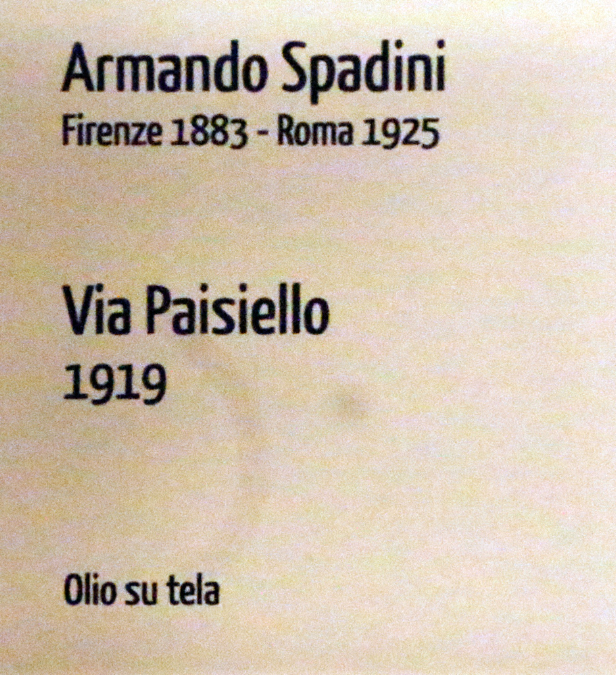 Armando Spadini
Firenze 1883 - Roma 1925
Via Paisiello
1919
Olio su tela